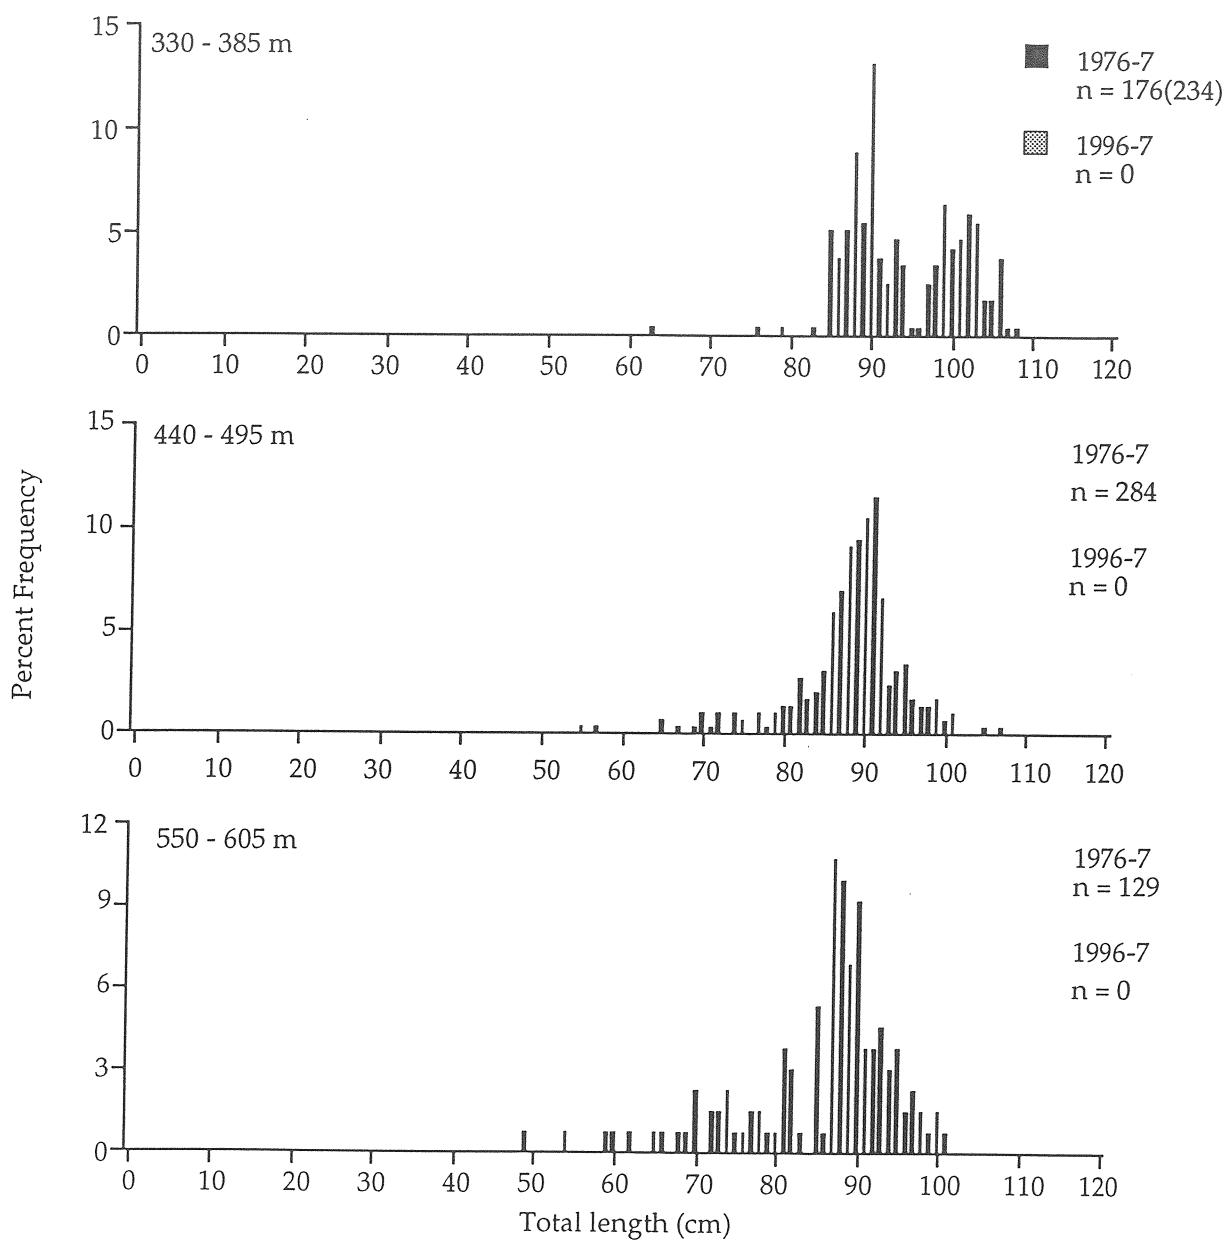 15
330 - 385 m
1976-7
n = 176(234)
10
1996-7
n = 0
5
0
0 10 20 30 40 50 60 70 80 90 100 110 120
15
440 - 495 m
1976-7
n = 284
10
1996-7
n = 0
5
0
0 10 20 30 40 50 60 70 80 90 100 110 120
Percent Frequency
12
550 - 605 m
1976-7
n = 129
9
1996-7
n = 0
6
3
0
0 10 20 30 40 50 60 70 80 90 100 110 120
Total length (cm)